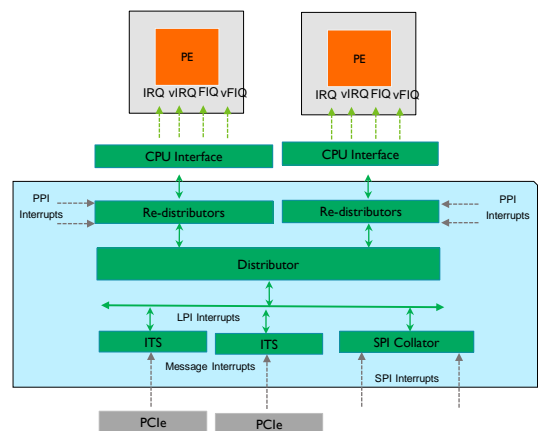 PE
PE
IRQ vIRQ FIQ vFIQ
IRQ vIRQ FIQ vFIQ
CPU Interface
CPU Interface
PPI
Interrupts
Re-distributors
Re-distributors
PPI
Interrupts
Distributor
LPI Interrupts
ITS
ITS
SPI Collator
Message Interrupts
SPI Interrupts
PCIe
PCIe